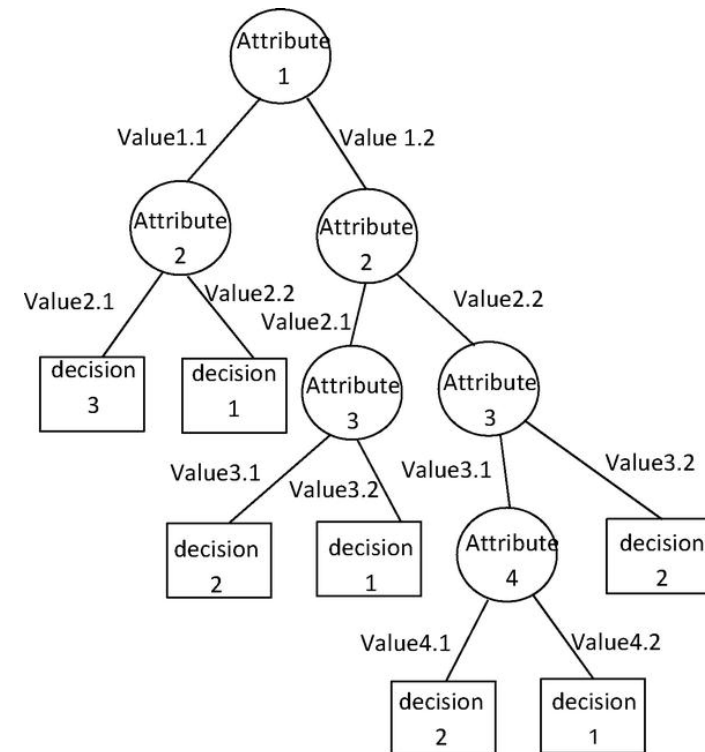 Attribute
1
Value1.1
Value 1.2
Attribute
2
Attribute
2
Value2.1
Value2.2
Value2.1
Value2.2
decision
3
decision
1
Attribute
3
Attribute
3
Value3.1
Value3.2
Value3.1
Value3.2
decision
2
decision
1
Attribute
4
decision
2
Value4.1
Value4.2
decision
2
decision
1